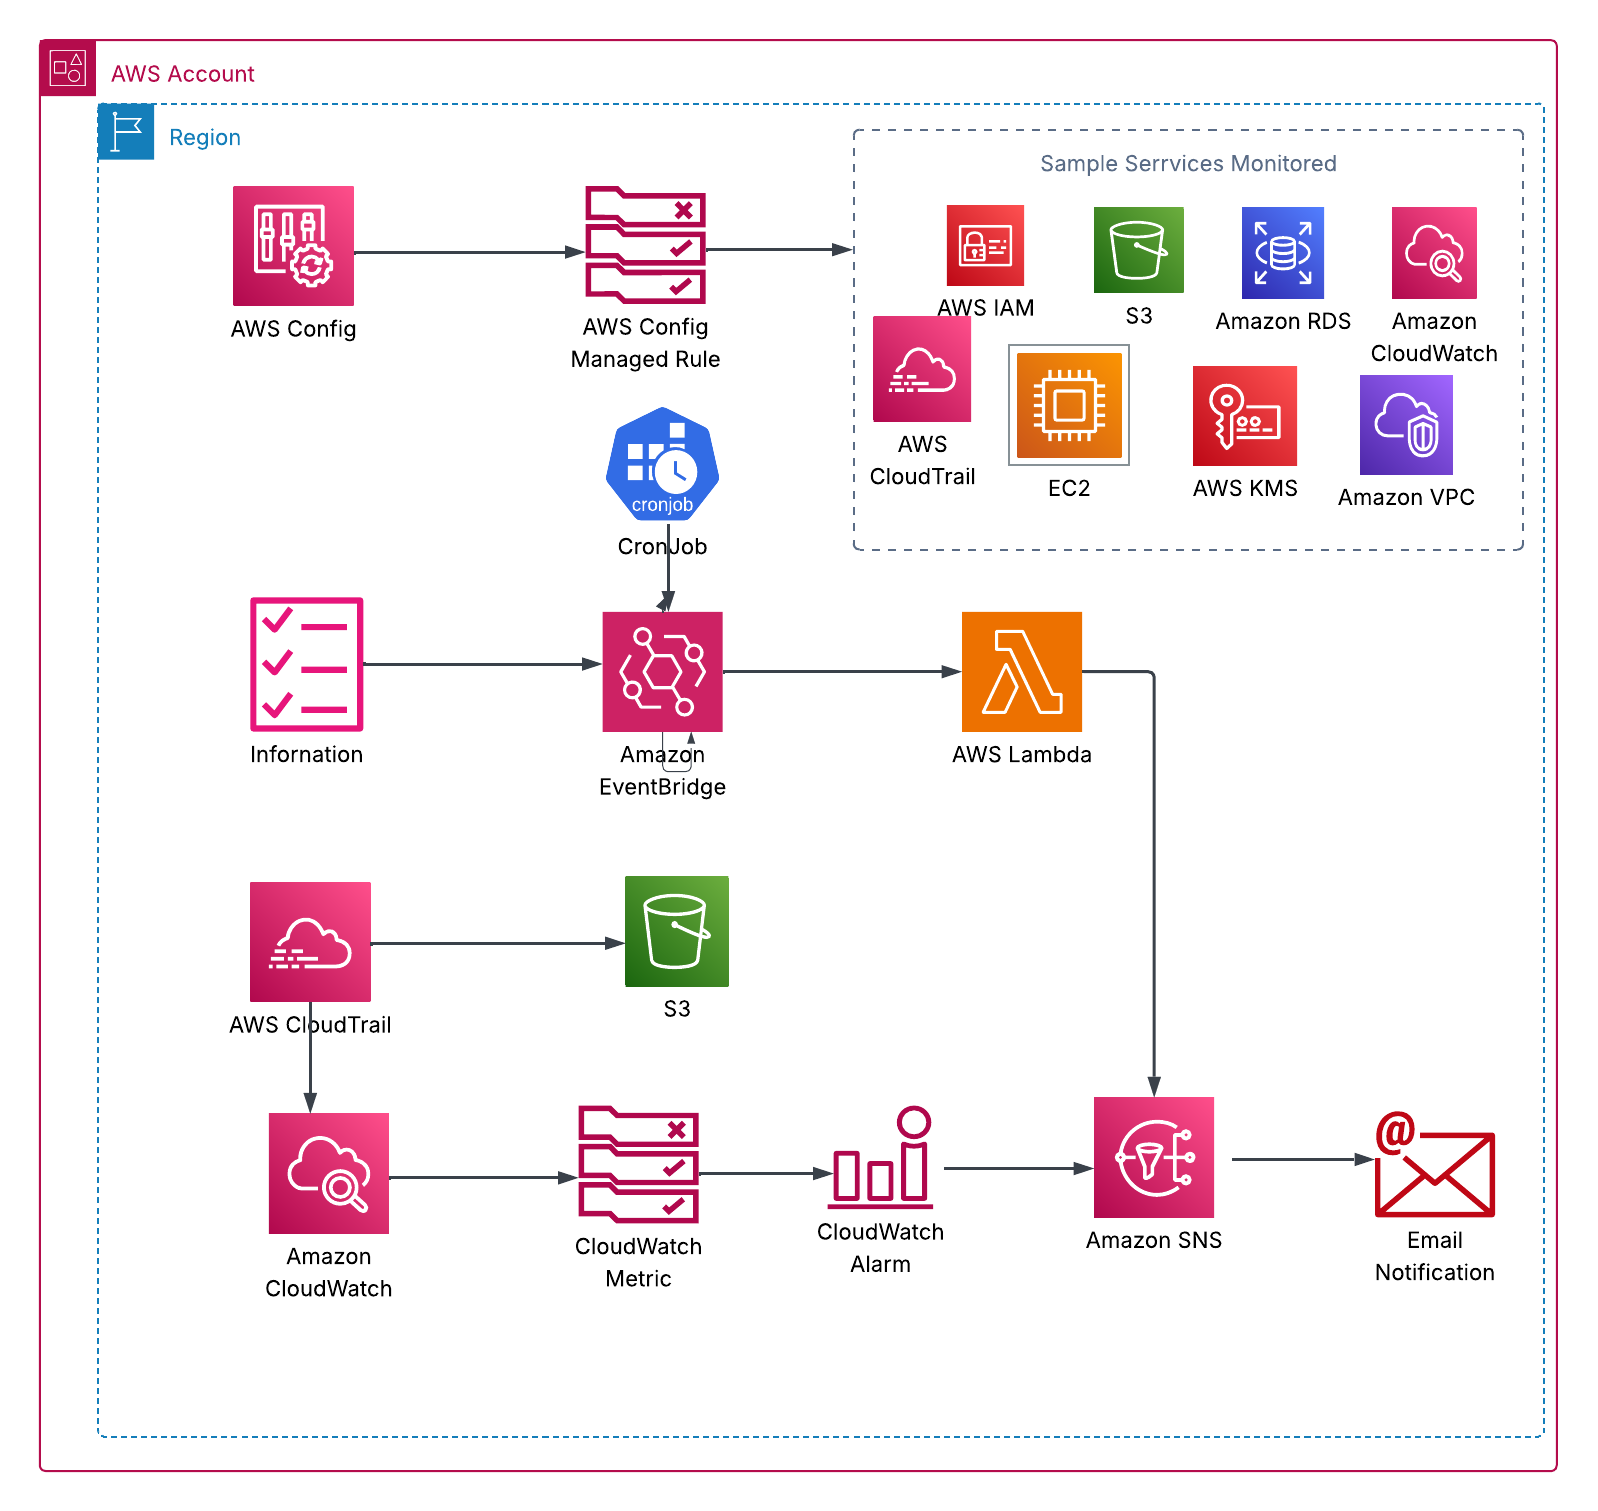 AWS Account
Region
Sample Serrvices Monitored
AWS Config
AWS Config
Managed Rule
AWS IAM
S3
Amazon RDS
Amazon
CloudWatch
AWS
CloudTrail
EC2
AWS KMS
Amazon VPC
cronjob
CronJob
Infornation
Amazon
EventBridge
AWS Lambda
AWS CloudTrail
S3
Amazon
CloudWatch
CloudWatch
Metric
CloudWatch
Alarm
Amazon SNS
@
Email
Notification